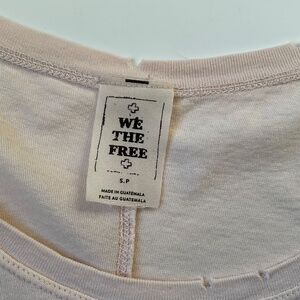 WE
THE
FREE
S.P
MADE IN GUATEMALA
FAITE AU GUATEMALA